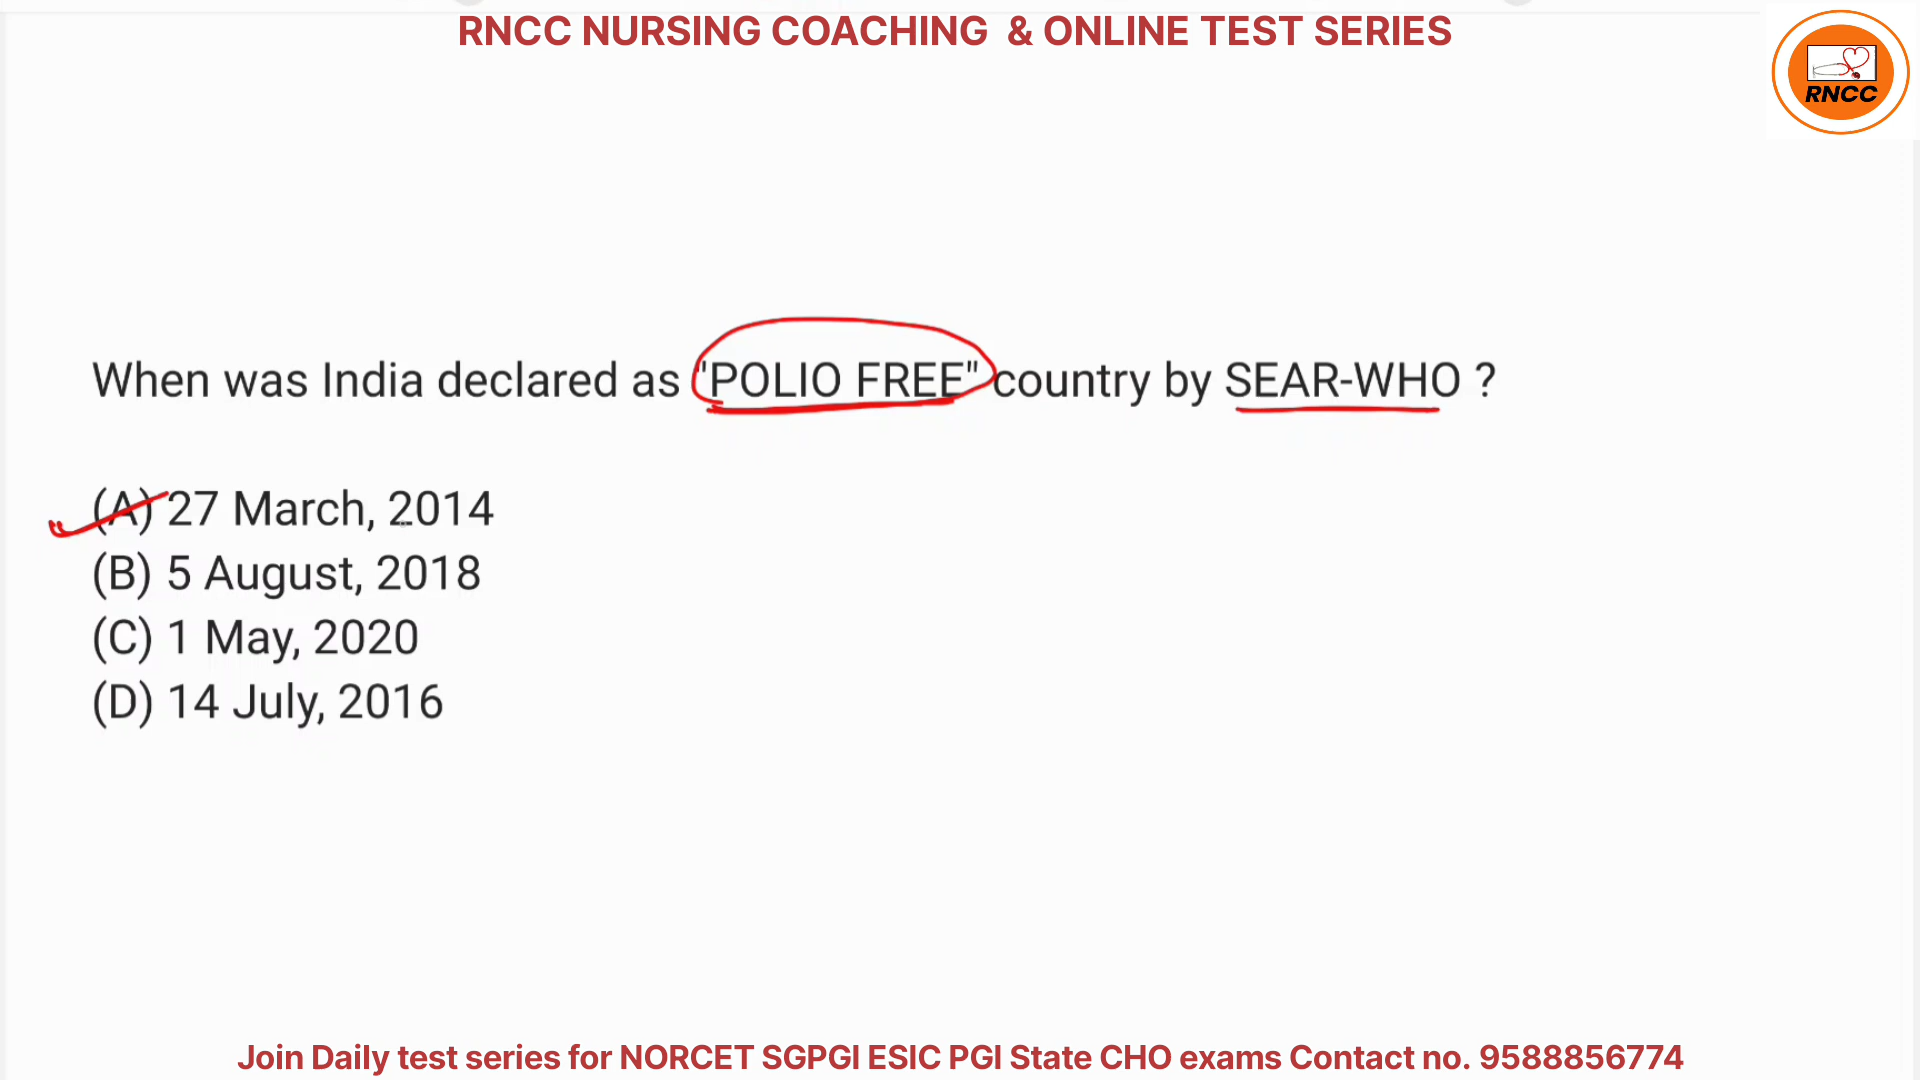 RNCC NURSING COACHING & ONLINE TEST SERIES
RNCC
When was India declared as "POLIO FREE" country by SEAR-WHO ?
(A) 27 March, 2014
(B) 5 August, 2018
(C) 1 May, 2020
(D) 14 July, 2016
Join Daily test series for NORCET SGPGI ESIC PGI State CHO exams Contact no. 9588856774